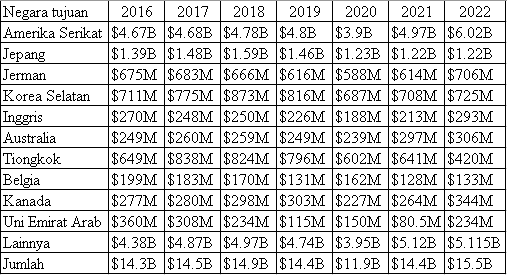 Negara tujuan 2016 2017 2018 2019 2020 2021 2022
Amerika Serikat $4.67B $4.68B $4.78B $4.8B $3.9B $4.97B $6.02B
Jepang $1.39B $1.48B $1.59B $1.46B $1.23B $1.22B $1.22B
Jerman $675M $683M $666M $616M $588M $614M $706M
Korea Selatan $711M $775M $873M $816M $687M $708M $725M
Inggris $270M $248M $250M $226M $188M $213M $293M
Australia $249M $260M $259M $249M $239M $297M $306M
Tiongkok $649M $838M $824M $796M $602M $641M $420M
Belgia $199M $183M $170M $131M $162M $128M $133M
Kanada $277M $280M $298M $303M $227M $264M $344M
Uni Emirat Arab $360M $308M $234M $115M $150M $80.5M $234M
Lainnya $4.38B $4.87B $4.97B $4.74B $3.95B $5.12B $5.115B
Jumlah $14.3B $14.5B $14.9B $14.4B $11.9B $14.4B $15.5B